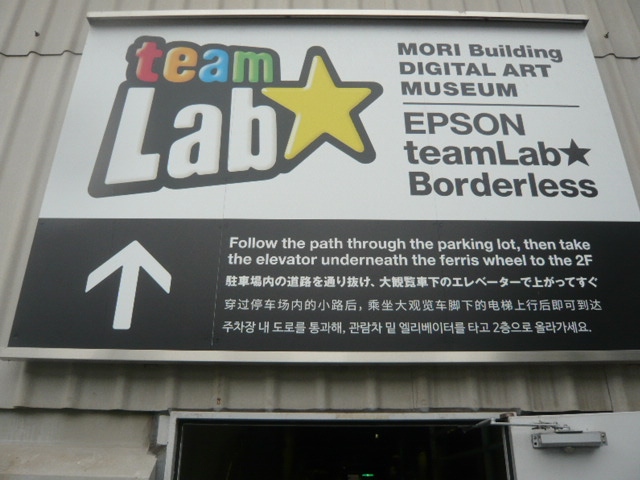 team
Lab★
MORI Building
DIGITAL ART
MUSEUM
EPSON
teamLab★
Borderless
Follow the path through the parking lot, then take
the elevator underneath the ferris wheel to the 2F
駐車場内の道路を通り抜け、大観覧車下のエレベーターで上がってすぐ
穿过停车场内的小路后，乘坐大观览车脚下的电梯上行后即可到达
주차장 내 도로를 통과해, 관람차 밑 엘리베이터를 타고 2층으로 올라가세요.